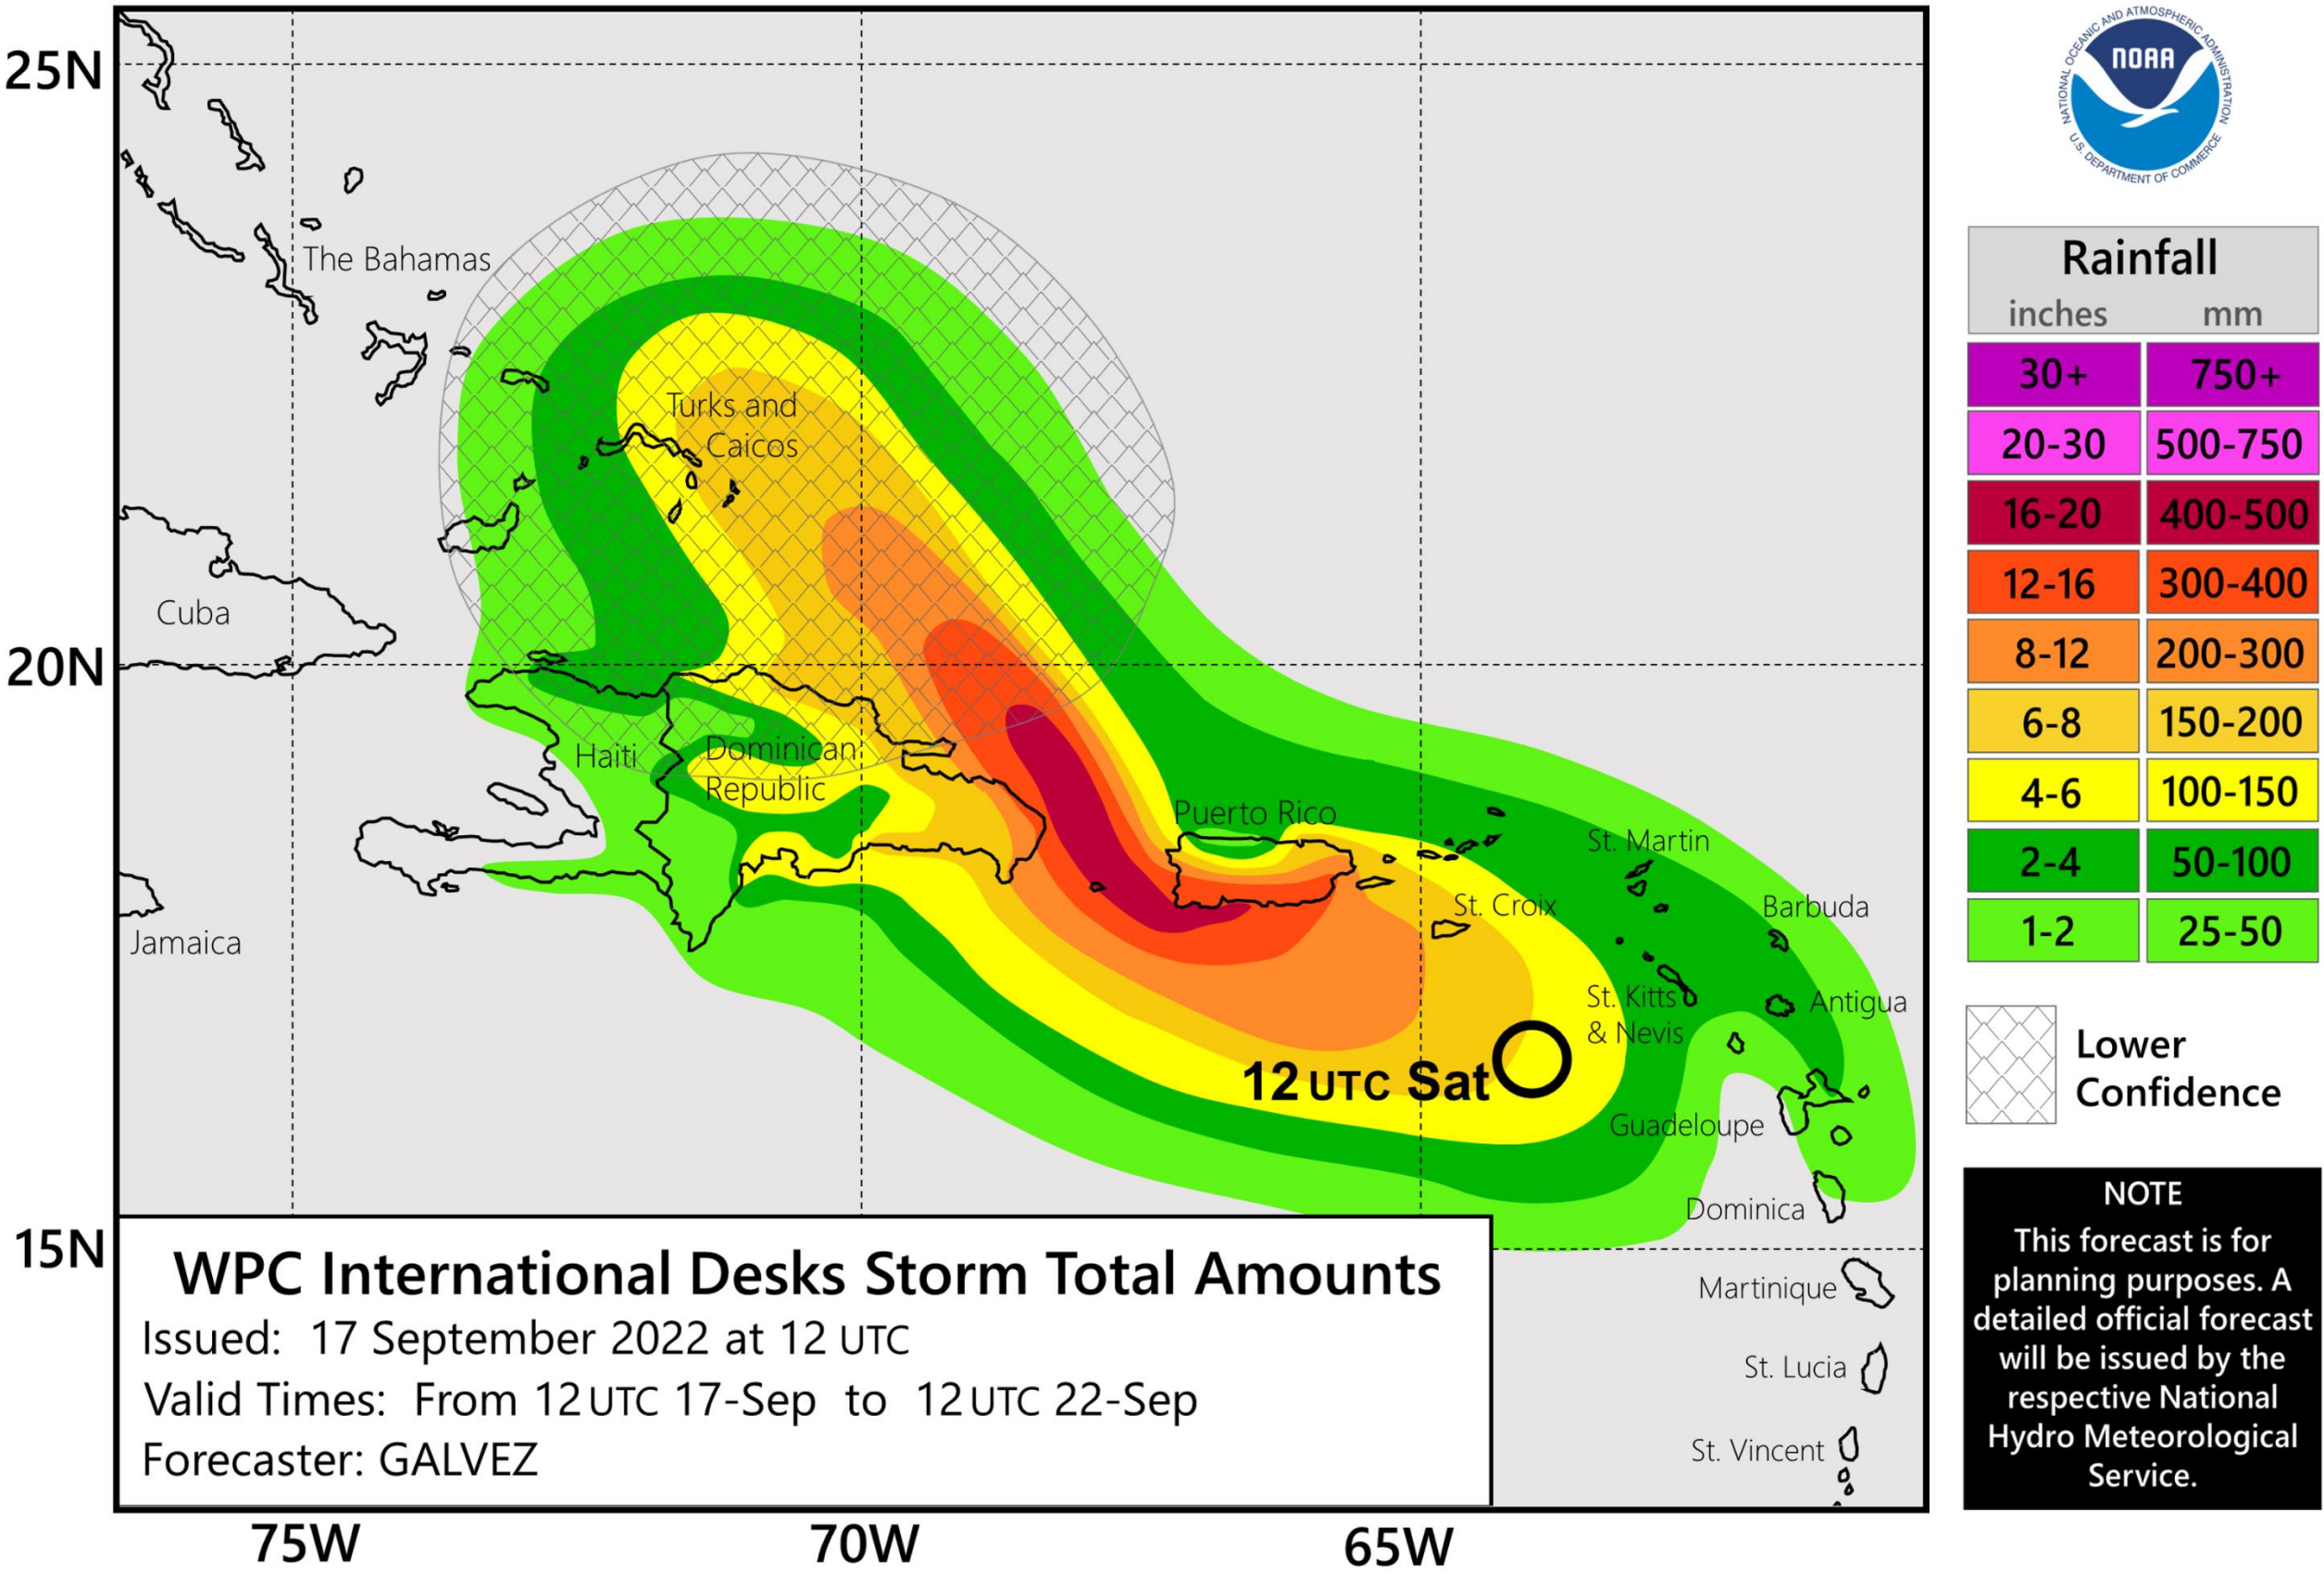 25N
20N
15N
75W
70W
65W
The Bahamas
Turks and
Caicos
Cuba
Haiti
Dominican
Republic
Jamaica
Puerto Rico
St. Martin
St. Croix
Barbuda
St. Kitts
& Nevis
Antigua
12 UTC Sat
Guadeloupe
Dominica
Martinique
St. Lucia
St. Vincent
WPC International Desks Storm Total Amounts
Issued: 17 September 2022 at 12 UTC
Valid Times: From 12 UTC 17-Sep to 12 UTC 22-Sep
Forecaster: GALVEZ
NATIONAL OCEANIC AND ATMOSPHERIC ADMINISTRATION
NOAA
U.S. DEPARTMENT OF COMMERCE
Rainfall
inches mm
30+ 750+
20-30 500-750
16-20 400-500
12-16 300-400
8-12 200-300
6-8 150-200
4-6 100-150
2-4 50-100
1-2 25-50
Lower
Confidence
NOTE
This forecast is for
planning purposes. A
detailed official forecast
will be issued by the
respective National
Hydro Meteorological
Service.